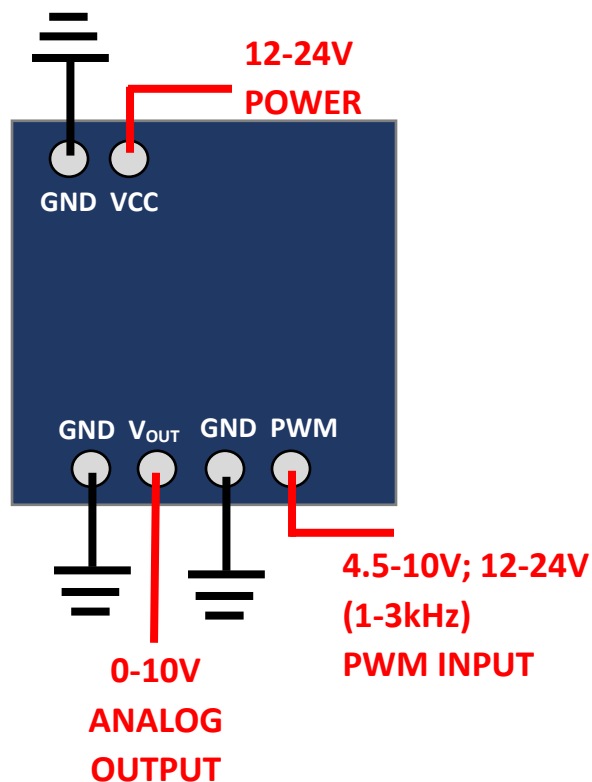 12-24V
POWER
GND VCC
GND VOUT GND PWM
4.5-10V; 12-24V
(1-3kHz)
PWM INPUT
0-10V
ANALOG
OUTPUT